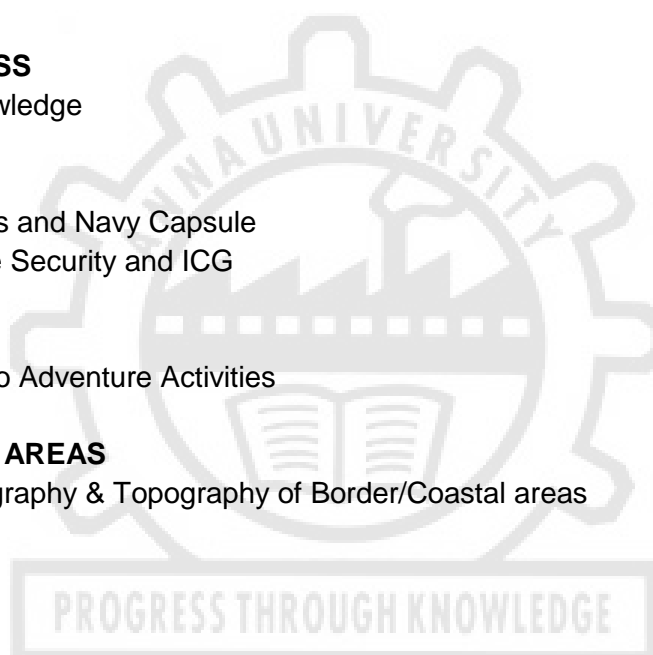 SS
wledge
s and Navy Capsule
e Security and ICG
o Adventure Activities
AREAS
graphy & Topography of Border/Coastal areas
ANNA UNIVERSITY
PROGRESS THROUGH KNOWLEDGE